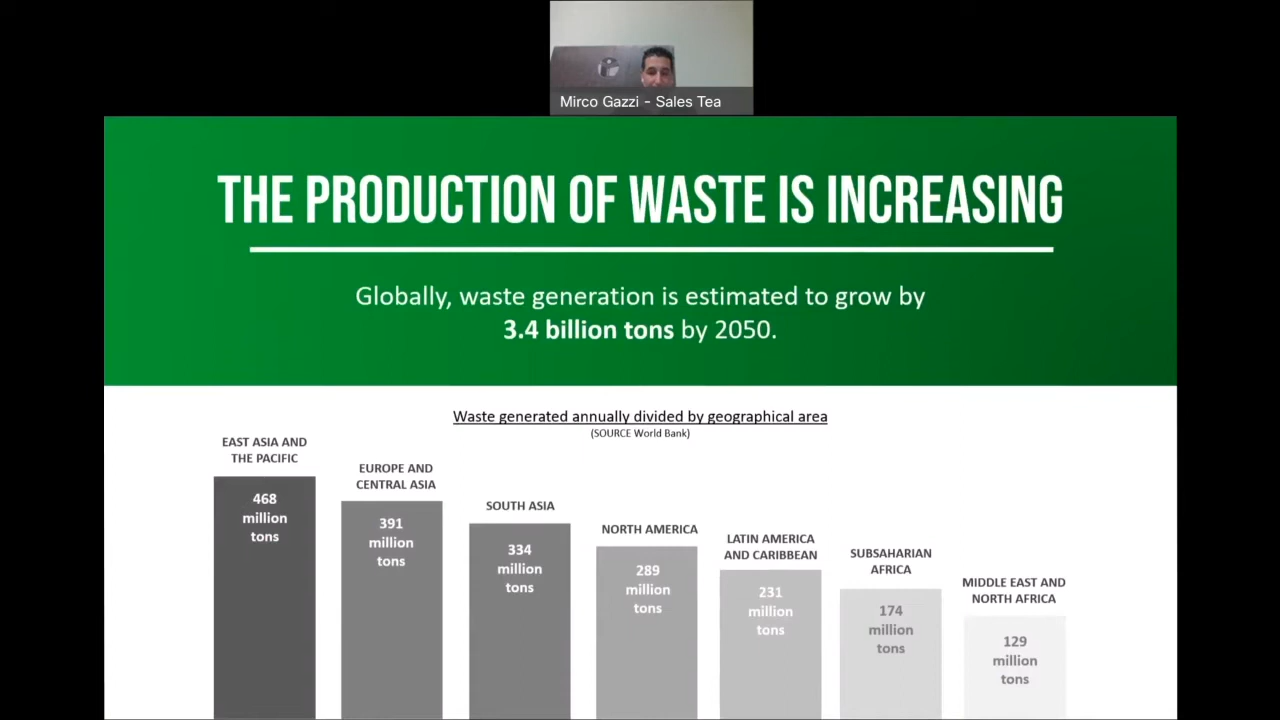 Mirco Gazzi - Sales Tea
THE PRODUCTION OF WASTE IS INCREASING
Globally, waste generation is estimated to grow by
3.4 billion tons by 2050.
Waste generated annually divided by geographical area
(SOURCE World Bank)
EAST ASIA AND
THE PACIFIC
468
million
tons
EUROPE AND
CENTRAL ASIA
391
million
tons
SOUTH ASIA
334
million
tons
NORTH AMERICA
289
million
tons
LATIN AMERICA
AND CARIBBEAN
231
million
tons
SUBSAHARIAN
AFRICA
174
million
tons
MIDDLE EAST AND
NORTH AFRICA
129
million
tons